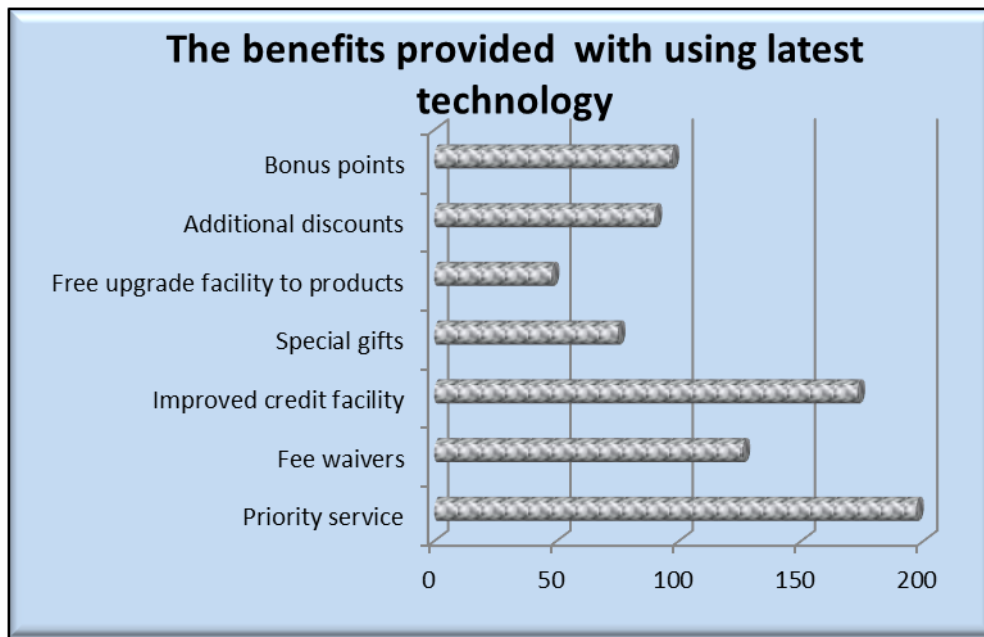 The benefits provided  with using latest
technology
Bonus points
Additional discounts
Free upgrade facility to products
Special gifts
Improved credit facility
Fee waivers
Priority service
0 50 100 150 200